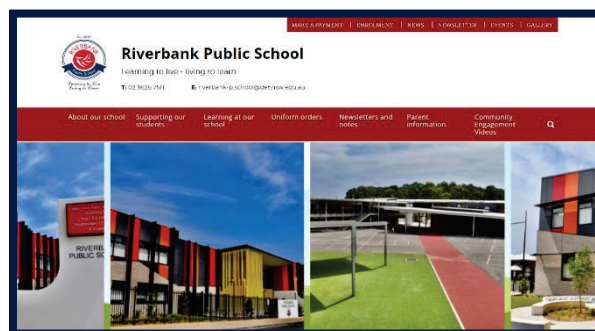 MAKE A PAYMENT | ENROLMENT | NEWS | NEWSLETTER | EVENTS | GALLERY
RIVERBANK
Riverbank Public School
Learning to live - living to learn
T: 02 9626 7511 E: riverbank-p.school@det.nsw.edu.au
About our school
Supporting our
students
Learning at our
school
Uniform orders
Newsletters and
notes
Parent
information
Community
Engagement
Videos